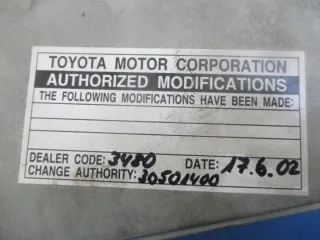 TOYOTA MOTOR CORPORATION
AUTHORIZED MODIFICATIONS
THE FOLLOWING MODIFICATIONS HAVE BEEN MADE:
DEALER CODE: 3480 DATE: 17.6.02
CHANGE AUTHORITY: 30501400